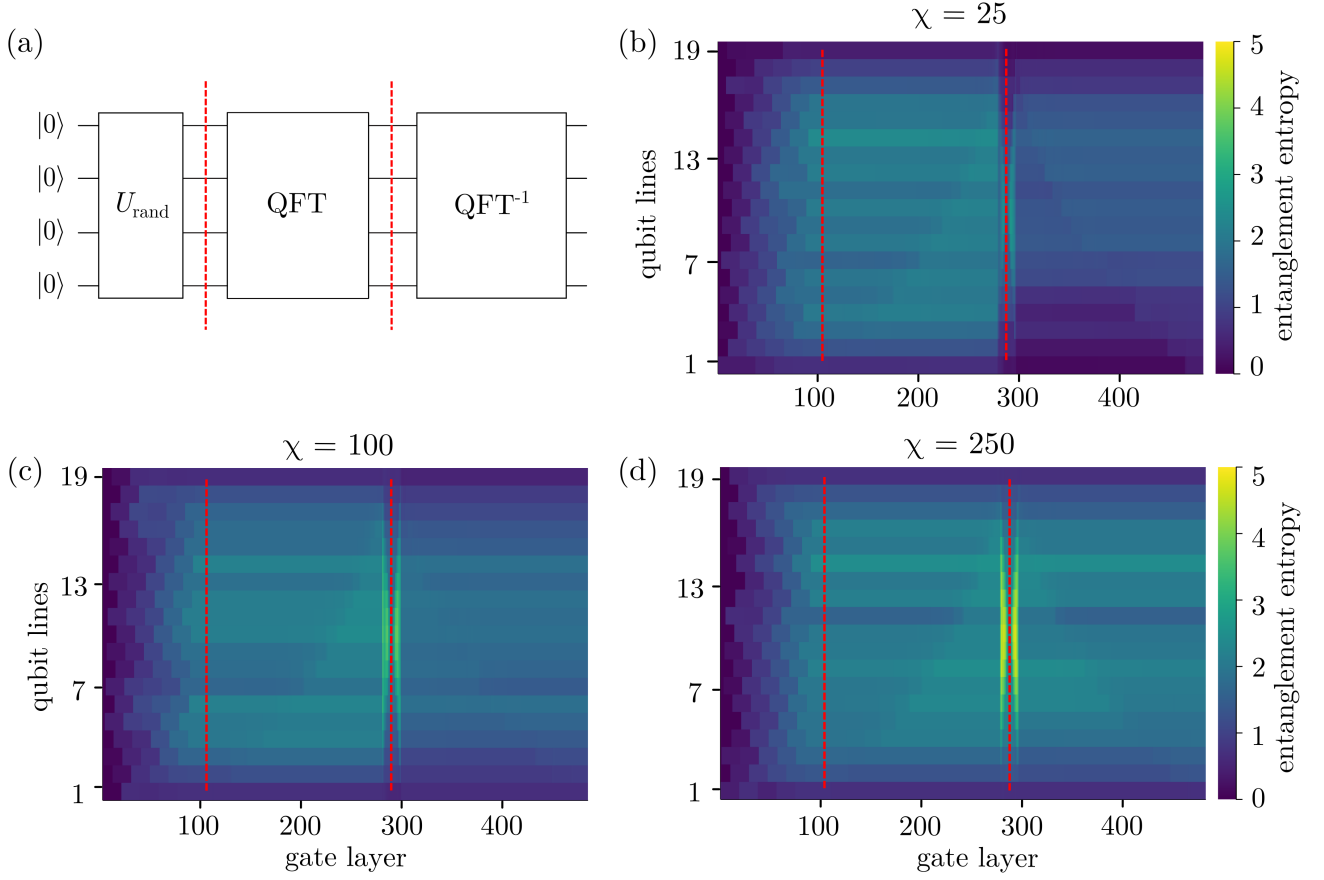 (a)
|0⟩
|0⟩
|0⟩
|0⟩
U_rand
QFT
QFT⁻¹
(b)
χ = 25
19
13
7
1
qubit lines
100 200 300 400
5
4
3
2
1
0
entanglement entropy
(c)
χ = 100
19
13
7
1
qubit lines
100 200 300 400
gate layer
(d)
χ = 250
19
13
7
1
100 200 300 400
gate layer
5
4
3
2
1
0
entanglement entropy